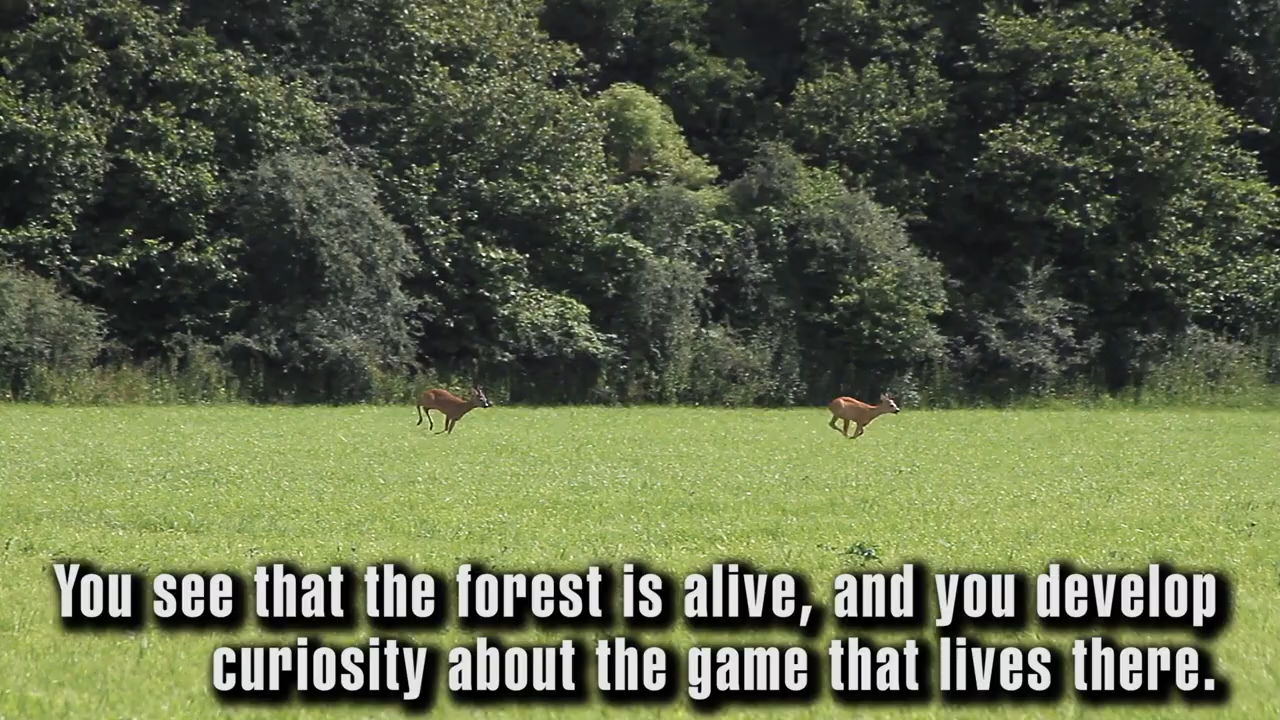 You see that the forest is alive, and you develop
curiosity about the game that lives there.